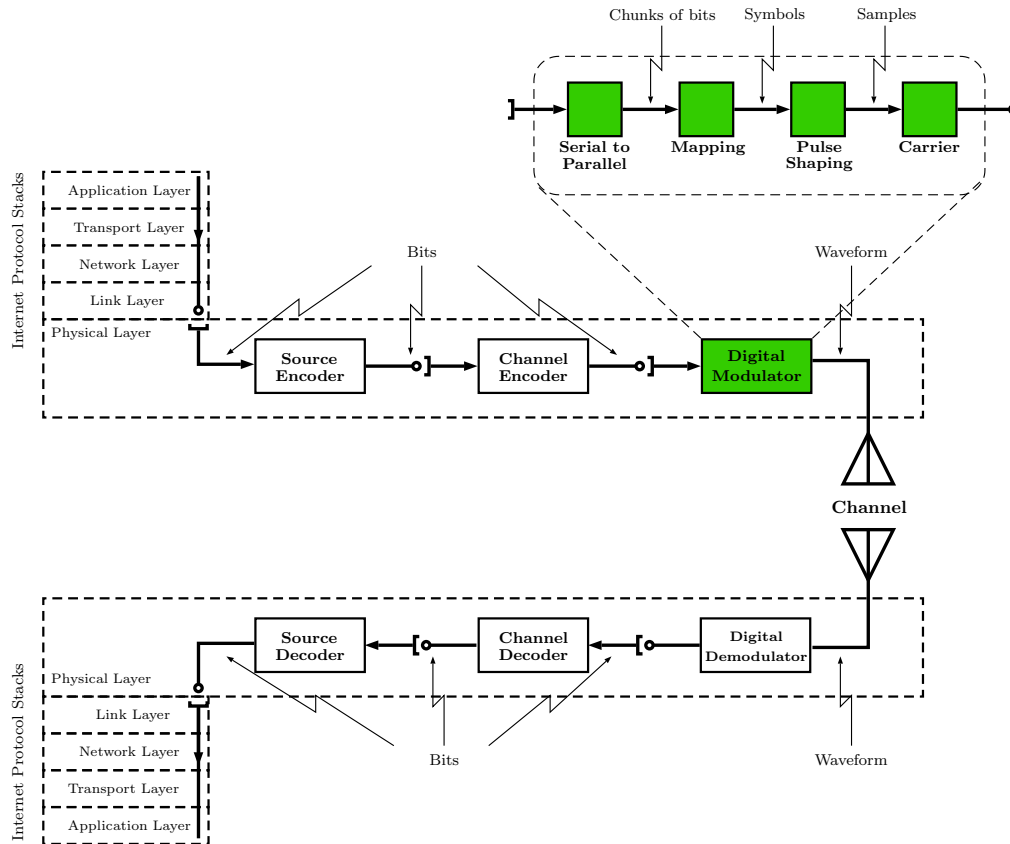 Chunks of bits
Symbols
Samples
Serial to
Parallel
Mapping
Pulse
Shaping
Carrier
Internet Protocol Stacks
Application Layer
Transport Layer
Network Layer
Link Layer
Physical Layer
Bits
Waveform
Source
Encoder
Channel
Encoder
Digital
Modulator
Channel
Source
Decoder
Channel
Decoder
Digital
Demodulator
Internet Protocol Stacks
Physical Layer
Link Layer
Network Layer
Transport Layer
Application Layer
Bits
Waveform